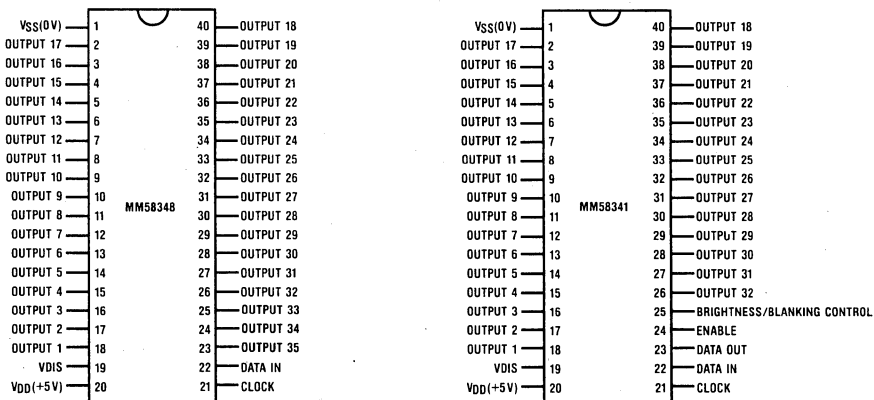 VSS(0V) 1 40 OUTPUT 18
OUTPUT 17 2 39 OUTPUT 19
OUTPUT 16 3 38 OUTPUT 20
OUTPUT 15 4 37 OUTPUT 21
OUTPUT 14 5 36 OUTPUT 22
OUTPUT 13 6 35 OUTPUT 23
OUTPUT 12 7 34 OUTPUT 24
OUTPUT 11 8 33 OUTPUT 25
OUTPUT 10 9 32 OUTPUT 26
OUTPUT 9 10 31 OUTPUT 27
MM58348
OUTPUT 8 11 30 OUTPUT 28
OUTPUT 7 12 29 OUTPUT 29
OUTPUT 6 13 28 OUTPUT 30
OUTPUT 5 14 27 OUTPUT 31
OUTPUT 4 15 26 OUTPUT 32
OUTPUT 3 16 25 OUTPUT 33
OUTPUT 2 17 24 OUTPUT 34
OUTPUT 1 18 23 OUTPUT 35
VDIS 19 22 DATA IN
VDD(+5V) 20 21 CLOCK
VSS(0V) 1 40 OUTPUT 18
OUTPUT 17 2 39 OUTPUT 19
OUTPUT 16 3 38 OUTPUT 20
OUTPUT 15 4 37 OUTPUT 21
OUTPUT 14 5 36 OUTPUT 22
OUTPUT 13 6 35 OUTPUT 23
OUTPUT 12 7 34 OUTPUT 24
OUTPUT 11 8 33 OUTPUT 25
OUTPUT 10 9 32 OUTPUT 26
OUTPUT 9 10 31 OUTPUT 27
MM58341
OUTPUT 8 11 30 OUTPUT 28
OUTPUT 7 12 29 OUTPUT 29
OUTPUT 6 13 28 OUTPUT 30
OUTPUT 5 14 27 OUTPUT 31
OUTPUT 4 15 26 OUTPUT 32
OUTPUT 3 16 25 BRIGHTNESS/BLANKING CONTROL
OUTPUT 2 17 24 ENABLE
OUTPUT 1 18 23 DATA OUT
VDIS 19 22 DATA IN
VDD(+5V) 20 21 CLOCK